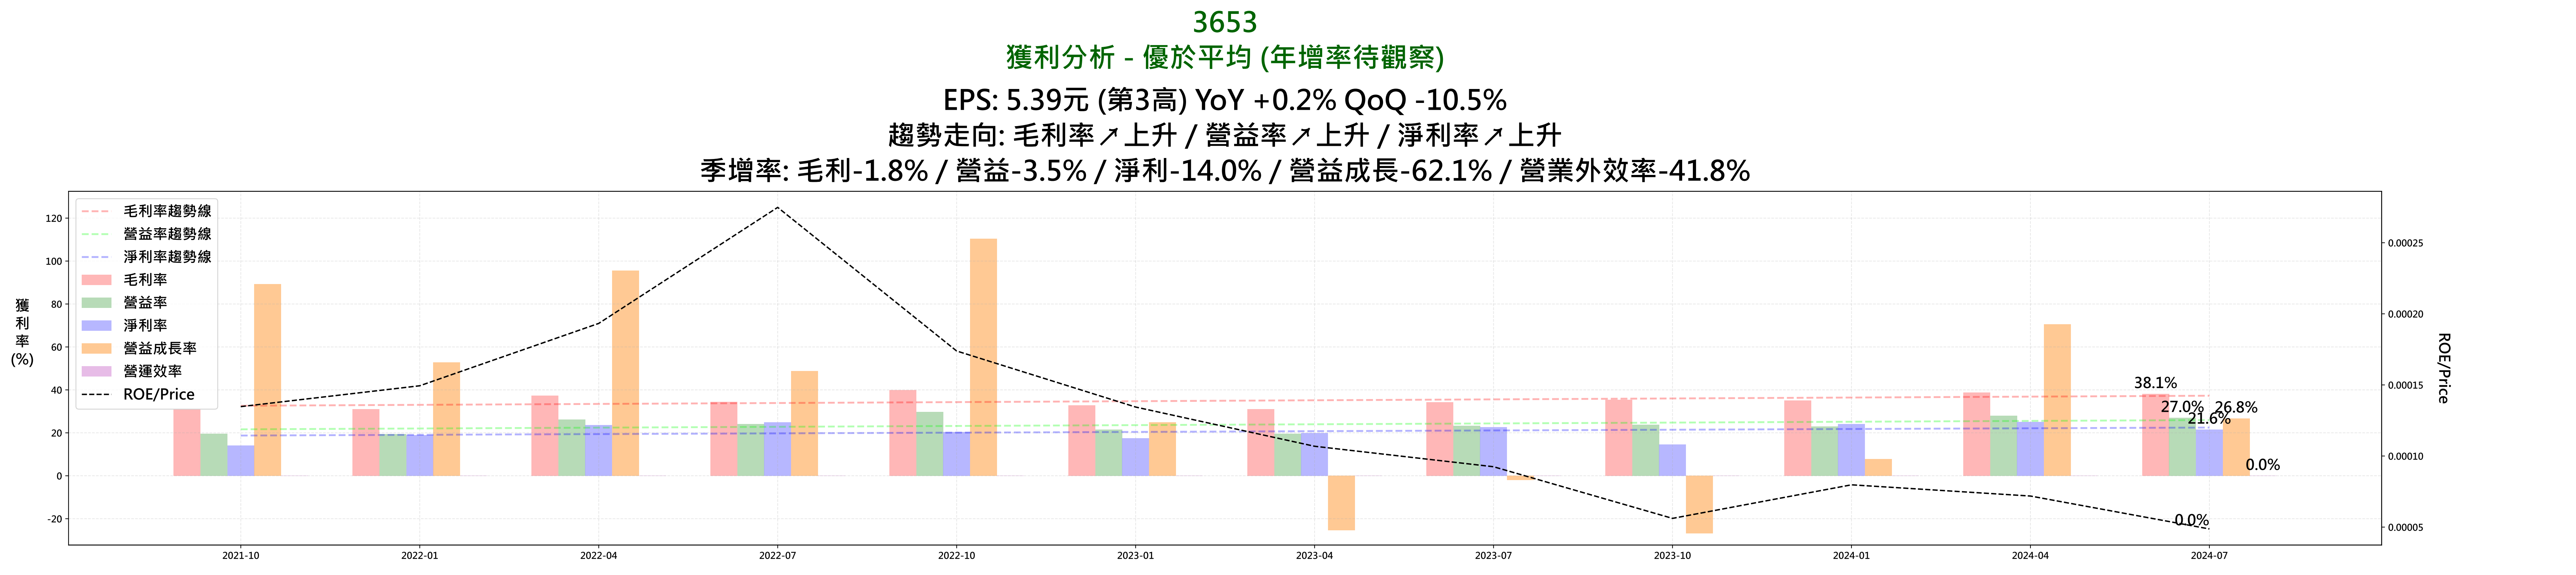 3653
獲利分析 - 優於平均 (年增率待觀察)
EPS: 5.39元 (第3高) YoY +0.2% QoQ -10.5%
趨勢走向: 毛利率↗上升 / 營益率↗上升 / 淨利率↗上升
季增率: 毛利-1.8% / 營益-3.5% / 淨利-14.0% / 營益成長-62.1% / 營業外效率-41.8%
毛利率趨勢線
營益率趨勢線
淨利率趨勢線
毛利率
營益率
淨利率
營益成長率
營運效率
ROE/Price
獲
利
率
(%)
120
100
80
60
40
20
0
-20
38.1%
27.0%
26.8%
21.6%
0.0%
0.0%
0.00025
0.00020
0.00015
0.00010
0.00005
ROE/Price
2021-10
2022-01
2022-04
2022-07
2022-10
2023-01
2023-04
2023-07
2023-10
2024-01
2024-04
2024-07